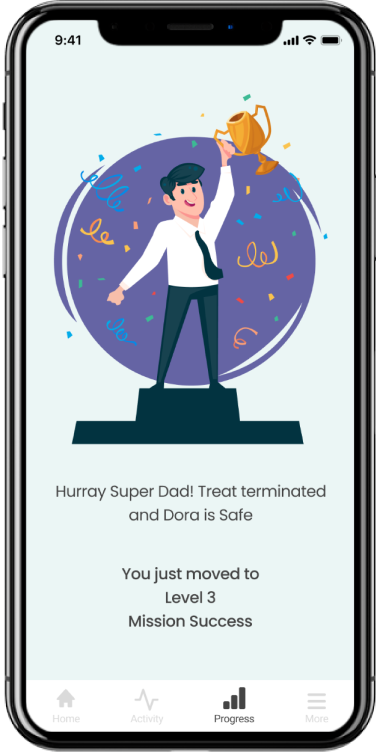 9:41
Hurray Super Dad! Treat terminated
and Dora is Safe
You just moved to
Level 3
Mission Success
Home Activity Progress More